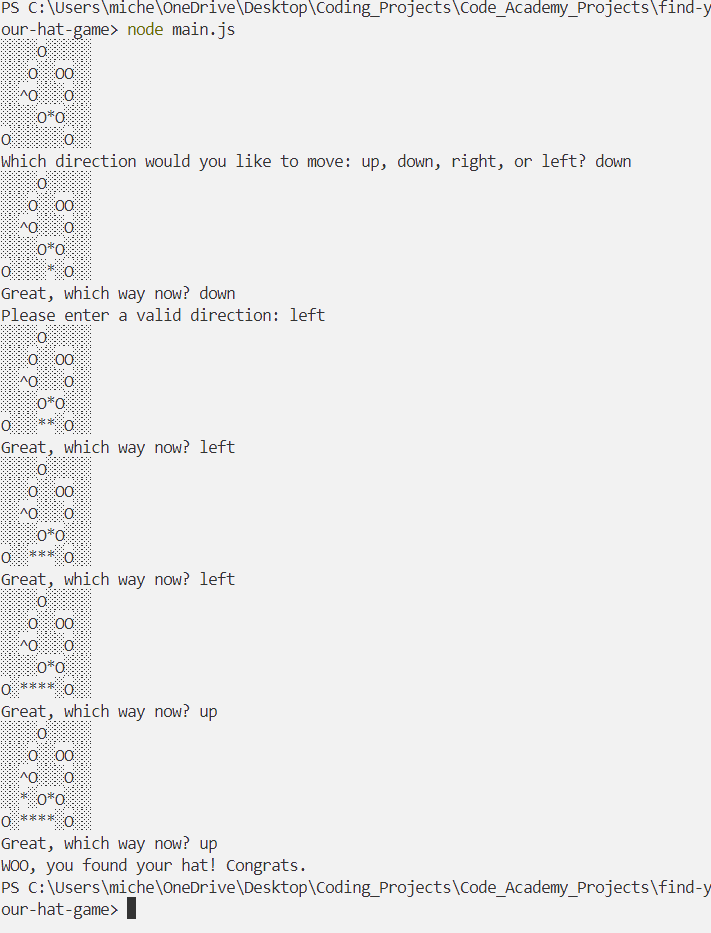 PS C:\Users\miche\OneDrive\Desktop\Coding_Projects\Code_Academy_Projects\find-y
our-hat-game> node main.js
░░░░O░░░░░
░░░O░░OO░░
░░^O░░░O░░
░░░░O*O░░░
O░░░░░░O░░
Which direction would you like to move: up, down, right, or left? down
░░░░O░░░░░
░░░O░░OO░░
░░^O░░░O░░
░░░░O*O░░░
O░░░░*░O░░
Great, which way now? down
Please enter a valid direction: left
░░░░O░░░░░
░░░O░░OO░░
░░^O░░░O░░
░░░░O*O░░░
O░░░**░O░░
Great, which way now? left
░░░░O░░░░░
░░░O░░OO░░
░░^O░░░O░░
░░░░O*O░░░
O░░***░O░░
Great, which way now? left
░░░░O░░░░░
░░░O░░OO░░
░░^O░░░O░░
░░░░O*O░░░
O░****░O░░
Great, which way now? up
░░░░O░░░░░
░░░O░░OO░░
░░^O░░░O░░
░░*░O*O░░░
O░****░O░░
Great, which way now? up
WOO, you found your hat! Congrats.
PS C:\Users\miche\OneDrive\Desktop\Coding_Projects\Code_Academy_Projects\find-y
our-hat-game>